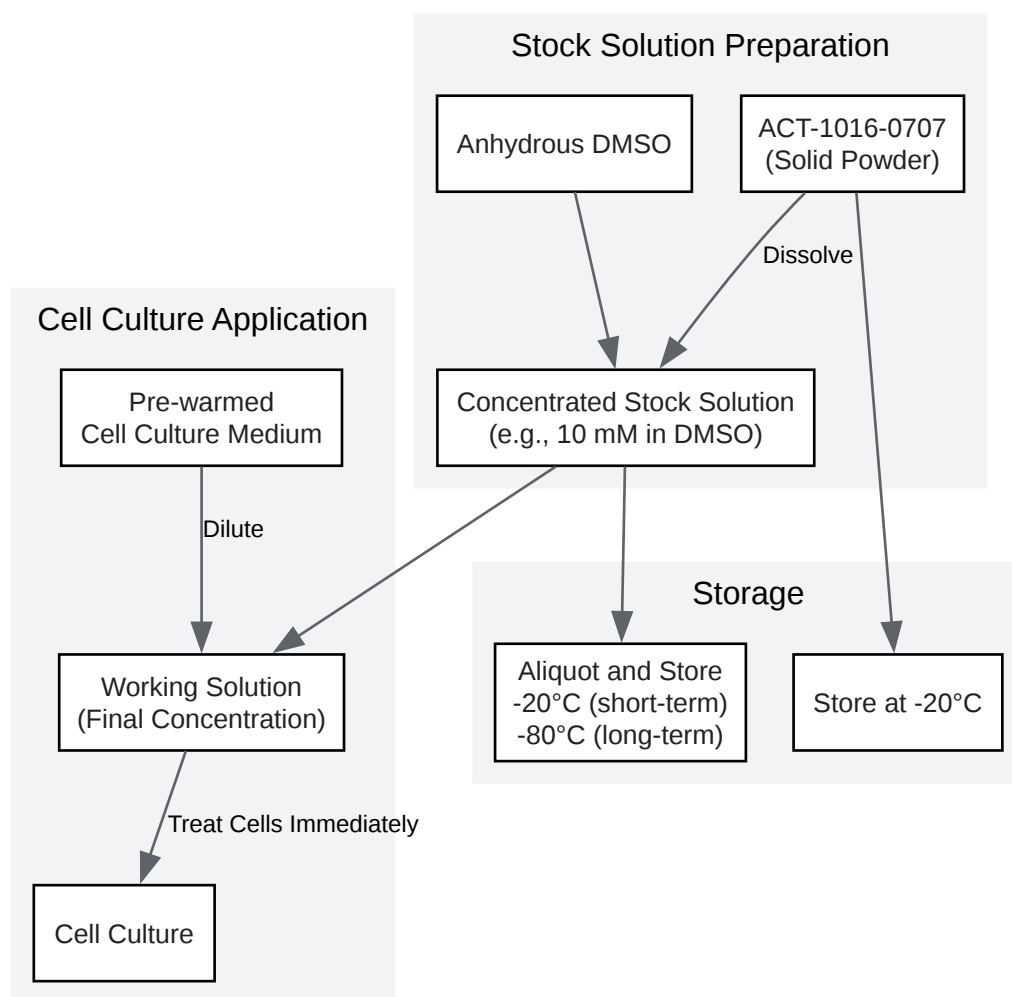 Stock Solution Preparation
Anhydrous DMSO
ACT-1016-0707
(Solid Powder)
Dissolve
Cell Culture Application
Pre-warmed
Cell Culture Medium
Concentrated Stock Solution
(e.g., 10 mM in DMSO)
Dilute
Storage
Working Solution
(Final Concentration)
Aliquot and Store
-20°C (short-term)
-80°C (long-term)
Store at -20°C
Treat Cells Immediately
Cell Culture